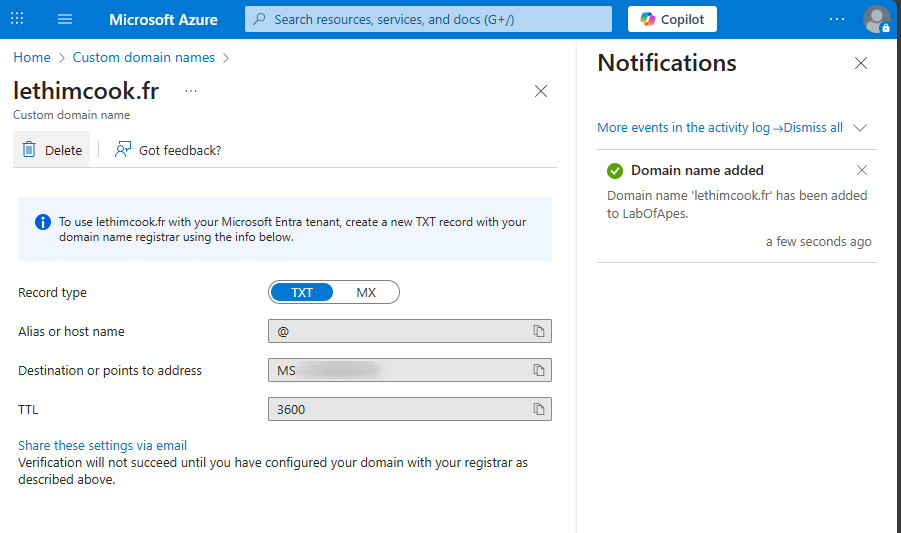 Microsoft Azure
Search resources, services, and docs (G+/)
Copilot
Home > Custom domain names >
lethimcook.fr ...
Custom domain name
Delete
Got feedback?
To use lethimcook.fr with your Microsoft Entra tenant, create a new TXT record with your
domain name registrar using the info below.
Record type
TXT MX
Alias or host name
@
Destination or points to address
MS
TTL
3600
Share these settings via email
Verification will not succeed until you have configured your domain with your registrar as
described above.
Notifications
More events in the activity log → Dismiss all
Domain name added
Domain name 'lethimcook.fr' has been added
to LabOfApes.
a few seconds ago